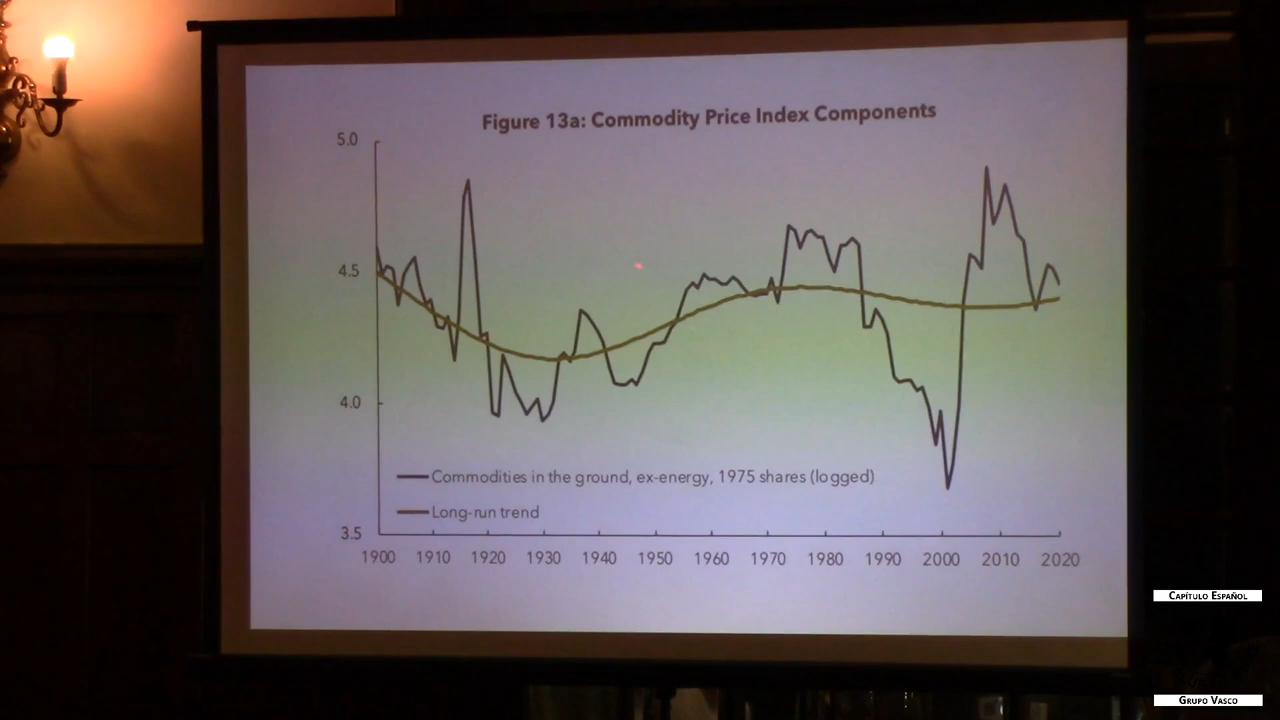 Figure 13a: Commodity Price Index Components
5.0
4.5
4.0
3.5
Commodities in the ground, ex-energy, 1975 shares (logged)
Long-run trend
1900 1910 1920 1930 1940 1950 1960 1970 1980 1990 2000 2010 2020
Capítulo Español
Grupo Vasco